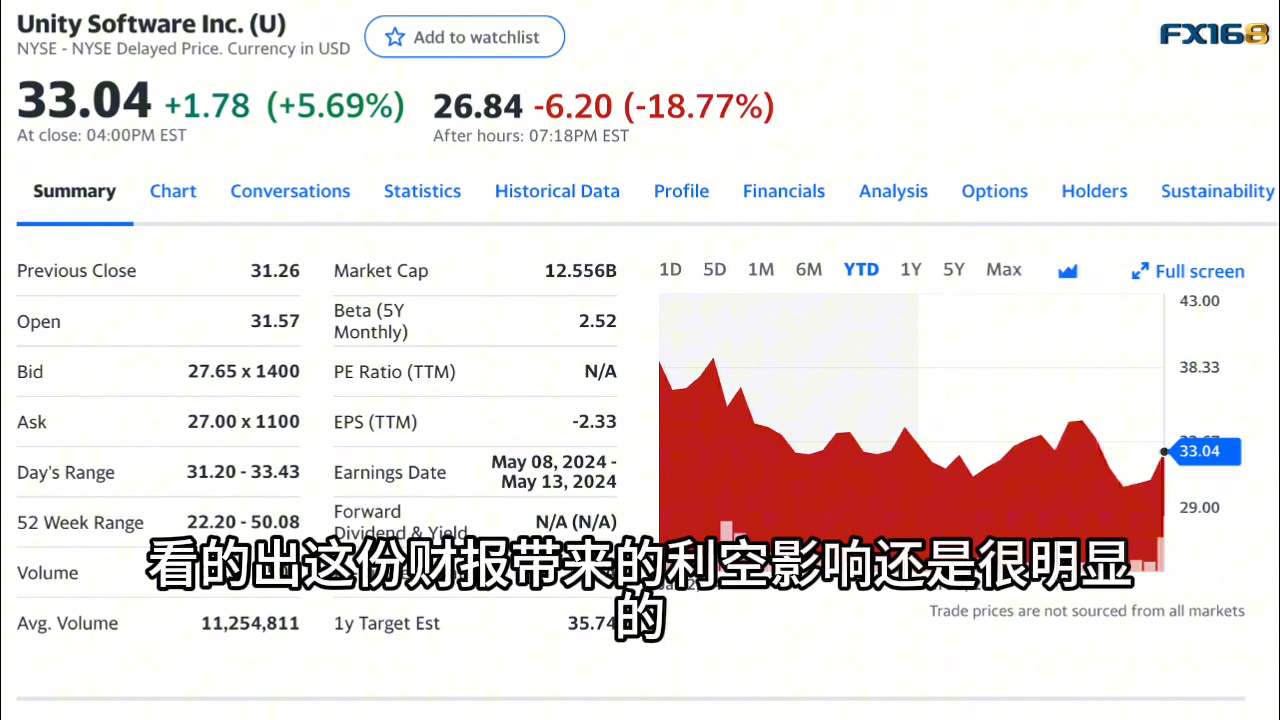 Unity Software Inc. (U)
NYSE - NYSE Delayed Price. Currency in USD
Add to watchlist
FX168
33.04 +1.78 (+5.69%)
At close: 04:00PM EST
26.84 -6.20 (-18.77%)
After hours: 07:18PM EST
Summary Chart Conversations Statistics Historical Data Profile Financials Analysis Options Holders Sustainability
Previous Close 31.26
Open 31.57
Bid 27.65 x 1400
Ask 27.00 x 1100
Day's Range 31.20 - 33.43
52 Week Range 22.20 - 50.08
Volume
Avg. Volume 11,254,811
Market Cap 12.556B
Beta (5Y
Monthly) 2.52
PE Ratio (TTM) N/A
EPS (TTM) -2.33
Earnings Date May 08, 2024 -
May 13, 2024
Forward
Dividend & Yield N/A (N/A)
1y Target Est 35.74
1D 5D 1M 6M YTD 1Y 5Y Max
Full screen
43.00
38.33
33.04
29.00
Trade prices are not sourced from all markets
看的出这份财报带来的利空影响还是很明显
的